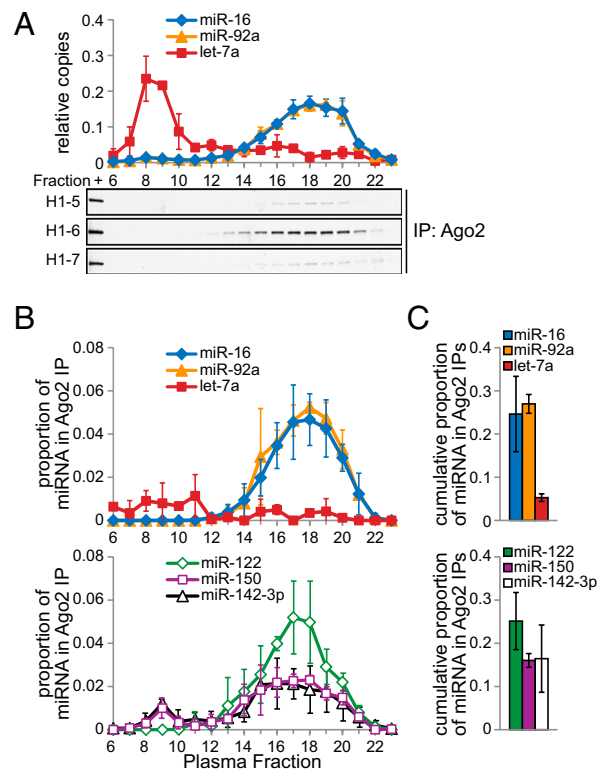 A
relative copies
0.4
0.3
0.2
0.1
0
miR-16
miR-92a
let-7a
6 8 10 12 14 16 18 20 22
Fraction +
H1-5
H1-6
H1-7
IP: Ago2
B
proportion of
miRNA in Ago2 IP
0.08
0.06
0.04
0.02
0
miR-16
miR-92a
let-7a
6 8 10 12 14 16 18 20 22
C
miR-16
miR-92a
let-7a
cumulative proportion
of miRNA in Ago2 IPs
0.4
0.3
0.2
0.1
0
proportion of
miRNA in Ago2 IP
0.08
0.06
0.04
0.02
0
miR-122
miR-150
miR-142-3p
6 8 10 12 14 16 18 20 22
Plasma Fraction
miR-122
miR-150
miR-142-3p
cumulative proportion
of miRNA in Ago2 IPs
0.4
0.3
0.2
0.1
0